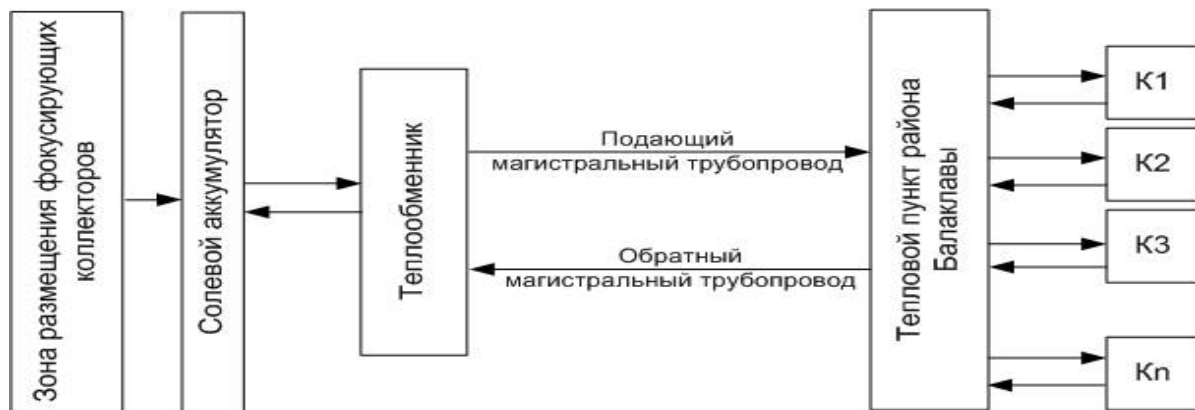 Зона размещения фокусирующих
коллекторов
Солевой аккумулятор
Теплообменник
Подающий
магистральный трубопровод
Обратный
магистральный трубопровод
Тепловой пункт района
Балаклавы
К1
К2
К3
Кn